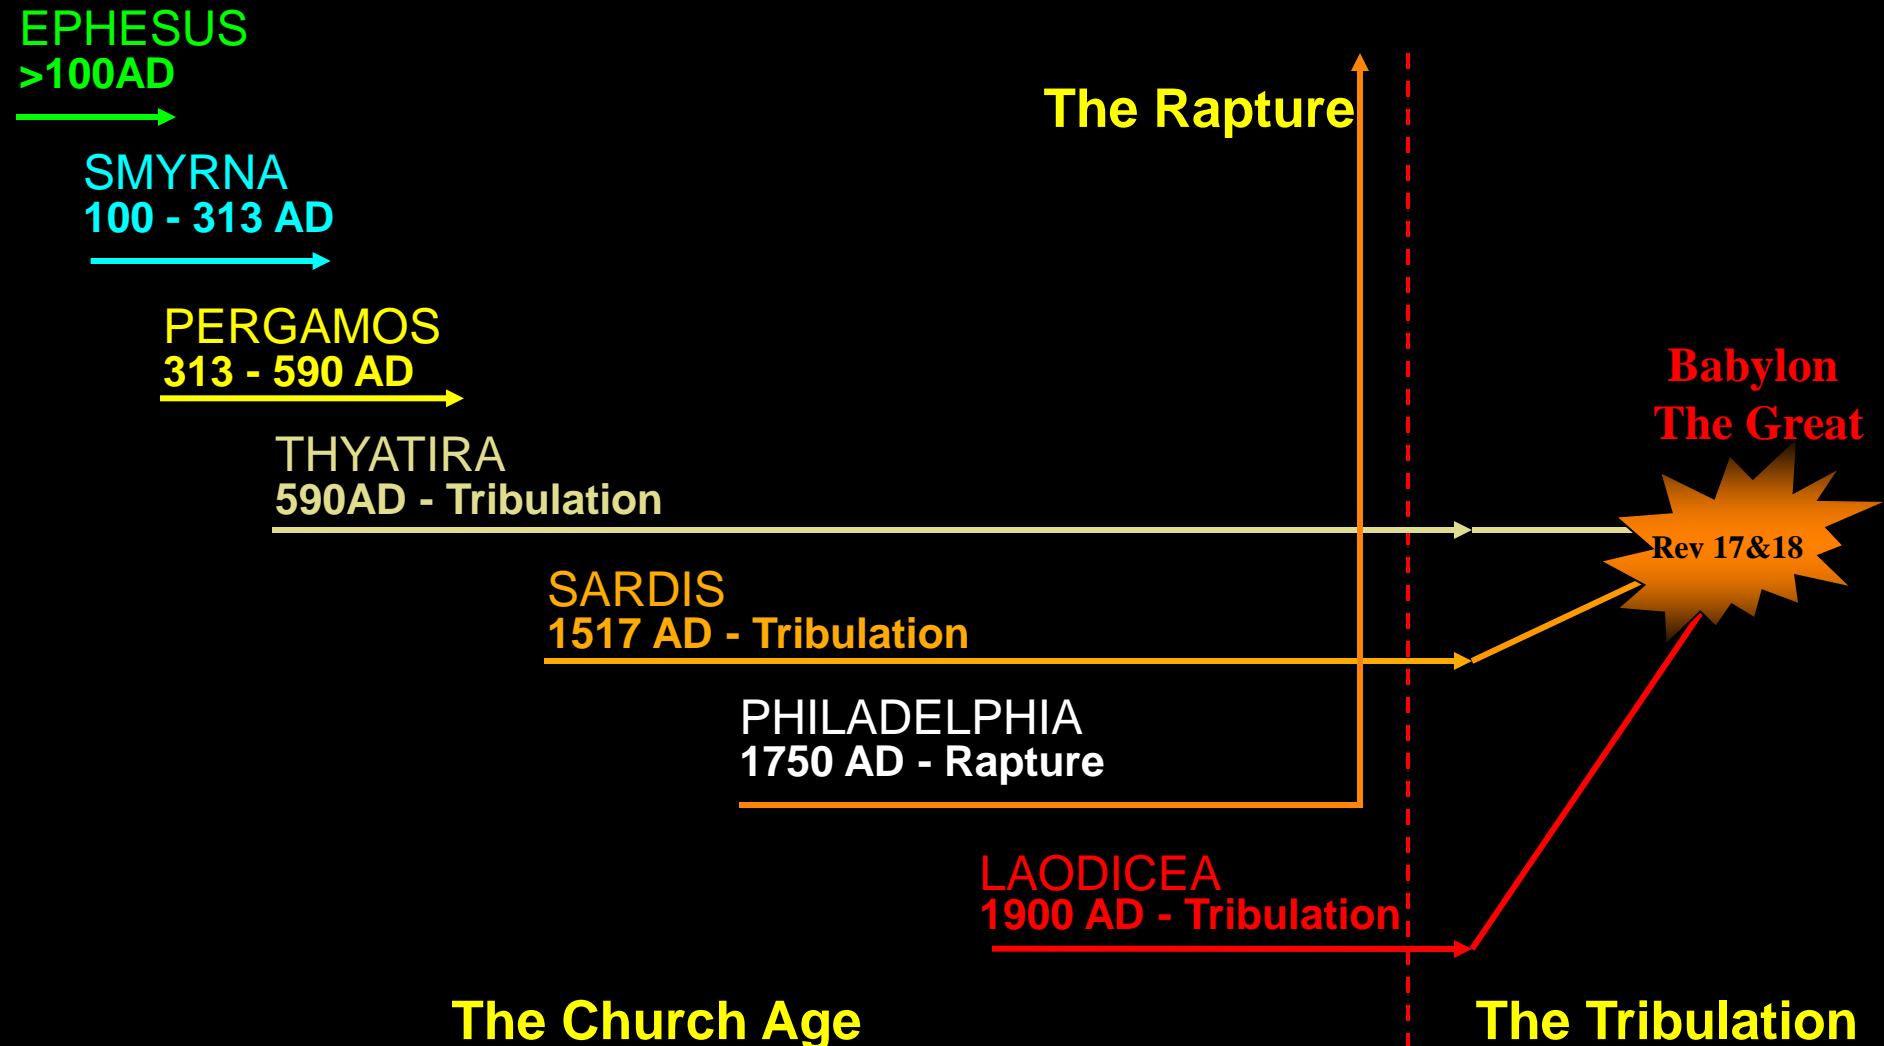 EPHESUS
>100AD
The Rapture
SMYRNA
100 - 313 AD
PERGAMOS
313 - 590 AD
Babylon
The Great
THYATIRA
590AD - Tribulation
Rev 17&18
SARDIS
1517 AD - Tribulation
PHILADELPHIA
1750 AD - Rapture
LAODICEA
1900 AD - Tribulation
The Church Age
The Tribulation